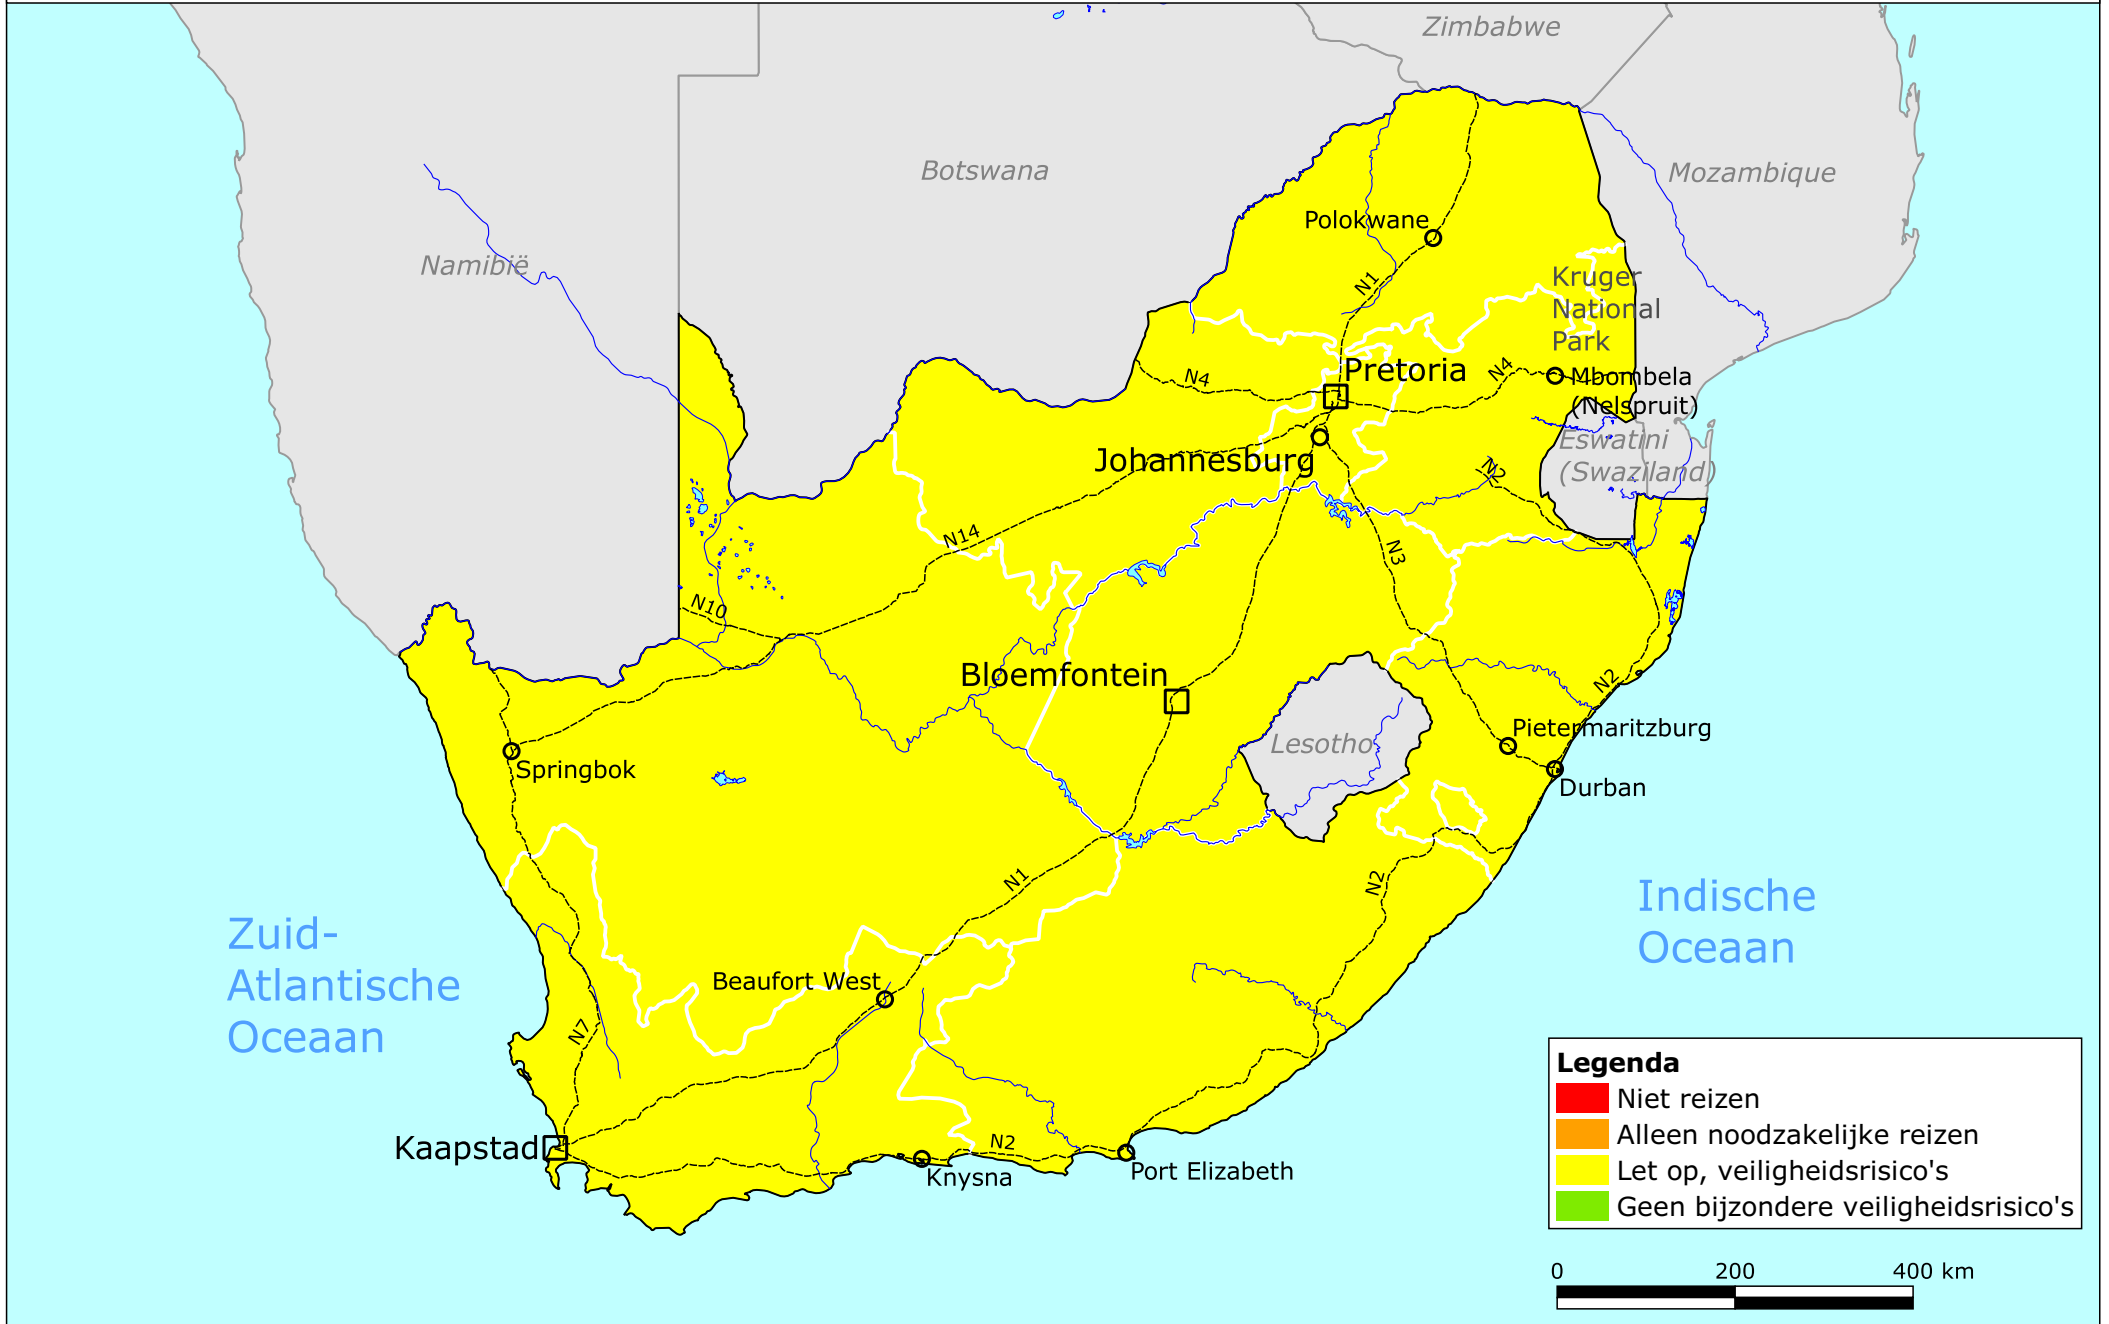 Zimbabwe
Botswana
Mozambique
Namibië
Polokwane
N1
Kruger
National
Park
Pretoria
N4
N4
Mbombela
(Nelspruit)
Johannesburg
Eswatini
(Swaziland)
N2
N14
N3
N10
Bloemfontein
N2
Pietermaritzburg
Lesotho
Springbok
Durban
N1
N2
Indische
Oceaan
Zuid-
Atlantische
Oceaan
Beaufort West
N7
Kaapstad
N2
Knysna
Port Elizabeth
Legenda
Niet reizen
Alleen noodzakelijke reizen
Let op, veiligheidsrisico's
Geen bijzondere veiligheidsrisico's
0 200 400 km